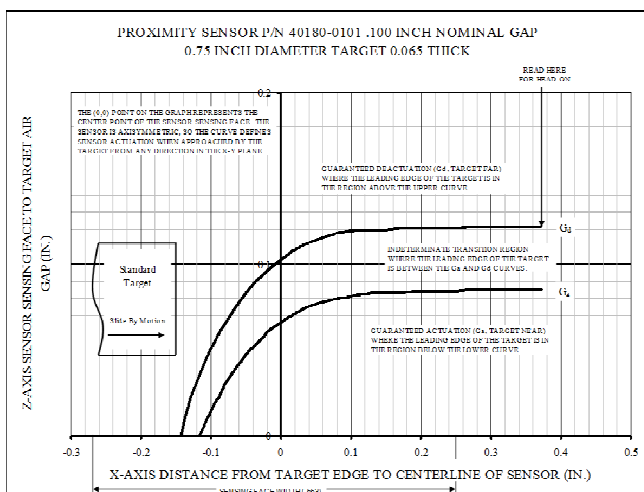 PROXIMITY SENSOR P/N 40180-0101 .100 INCH NOMINAL GAP
0.75 INCH DIAMETER TARGET 0.065 THICK
READ HERE
FOR HEAD ON
0.2
THE (0,0) POINT ON THE GRAPH REPRESENTS THE
CENTER POINT OF THE SENSOR SENSING FACE. THE
SENSOR IS AXISYMMETRIC, SO THE CURVE DEFINES
SENSOR ACTUATION WHEN APPROACHED BY THE
TARGET FROM ANY DIRECTION IN THE X-Y PLANE
GUARANTEED DEACTUATION (Gd, TARGET FAR)
WHERE THE LEADING EDGE OF THE TARGET IS IN
THE REGION ABOVE THE UPPER CURVE.
Gd
INDETERMINATE TRANSITION REGION
WHERE THE LEADING EDGE OF THE TARGET
IS BETWEEN THE Ga AND Gd CURVES.
0.1
Standard
Target
Slide By Motion
Ga
GUARANTEED ACTUATION (Ga, TARGET NEAR)
WHERE THE LEADING EDGE OF THE TARGET IS IN
THE REGION BELOW THE LOWER CURVE
Z-AXIS SENSOR SENSING FACE TO TARGET AIR
GAP (IN.)
0
-0.3 -0.2 -0.1 0 0.1 0.2 0.3 0.4 0.5
X-AXIS DISTANCE FROM TARGET EDGE TO CENTERLINE OF SENSOR (IN.)